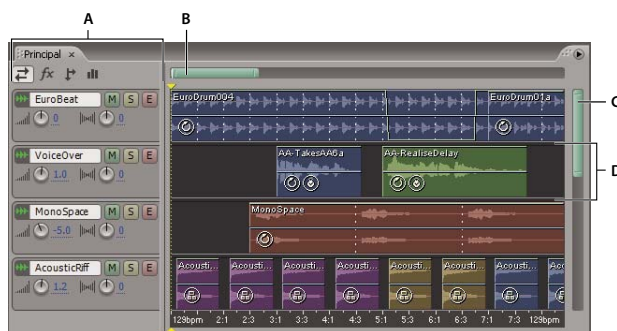 A
B
Principal ×
fx
EuroBeat M S E
0 0
EuroDrum004 EuroDrum01a
C
VoiceOver M S E
1.0 0
AA-TakesAA6a AA-RealiseDelay
D
MonoSpace M S E
-5.0 0
MonoSpace
AcousticRiff M S E
1.2 0
Acousti... Acousti... Acousti... Acousti... Acousti... Acousti... Acousti... Aco
129bpm 2:1 2:3 3:1 3:3 4:1 4:3 5:1 5:3 6:1 6:3 7:1 7:3 129bpm